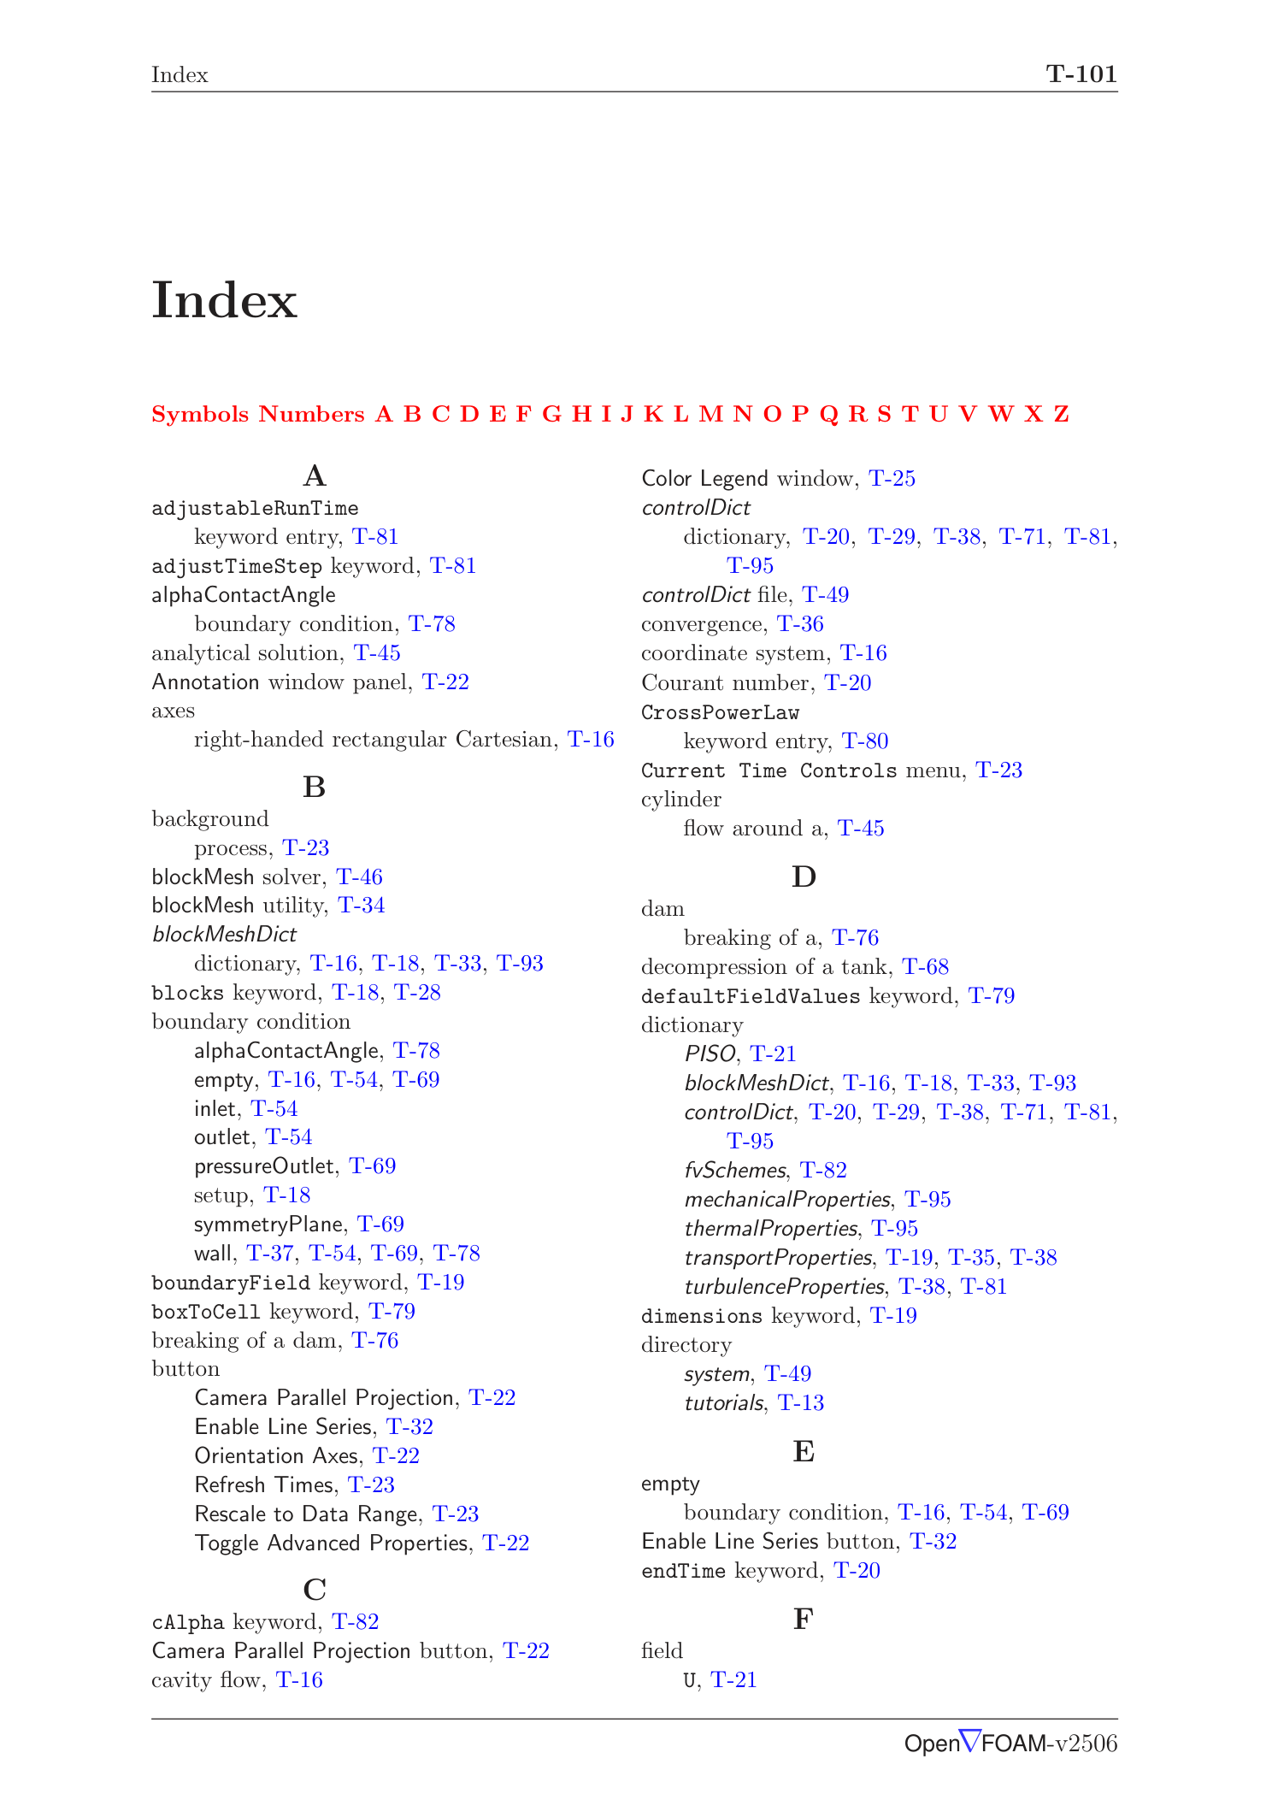 Index T-101
Index
Symbols Numbers A B C D E F G H I J K L M N O P Q R S T U V W X Z
A
adjustableRunTime
keyword entry, T-81
adjustTimeStep keyword, T-81
alphaContactAngle
boundary condition, T-78
analytical solution, T-45
Annotation window panel, T-22
axes
right-handed rectangular Cartesian, T-16
B
background
process, T-23
blockMesh solver, T-46
blockMesh utility, T-34
blockMeshDict
dictionary, T-16, T-18, T-33, T-93
blocks keyword, T-18, T-28
boundary condition
alphaContactAngle, T-78
empty, T-16, T-54, T-69
inlet, T-54
outlet, T-54
pressureOutlet, T-69
setup, T-18
symmetryPlane, T-69
wall, T-37, T-54, T-69, T-78
boundaryField keyword, T-19
boxToCell keyword, T-79
breaking of a dam, T-76
button
Camera Parallel Projection, T-22
Enable Line Series, T-32
Orientation Axes, T-22
Refresh Times, T-23
Rescale to Data Range, T-23
Toggle Advanced Properties, T-22
C
cAlpha keyword, T-82
Camera Parallel Projection button, T-22
cavity flow, T-16
Color Legend window, T-25
controlDict
dictionary, T-20, T-29, T-38, T-71, T-81,
T-95
controlDict file, T-49
convergence, T-36
coordinate system, T-16
Courant number, T-20
CrossPowerLaw
keyword entry, T-80
Current Time Controls menu, T-23
cylinder
flow around a, T-45
D
dam
breaking of a, T-76
decompression of a tank, T-68
defaultFieldValues keyword, T-79
dictionary
PISO, T-21
blockMeshDict, T-16, T-18, T-33, T-93
controlDict, T-20, T-29, T-38, T-71, T-81,
T-95
fvSchemes, T-82
mechanicalProperties, T-95
thermalProperties, T-95
transportProperties, T-19, T-35, T-38
turbulenceProperties, T-38, T-81
dimensions keyword, T-19
directory
system, T-49
tutorials, T-13
E
empty
boundary condition, T-16, T-54, T-69
Enable Line Series button, T-32
endTime keyword, T-20
F
field
U, T-21
Open∇FOAM-v2506